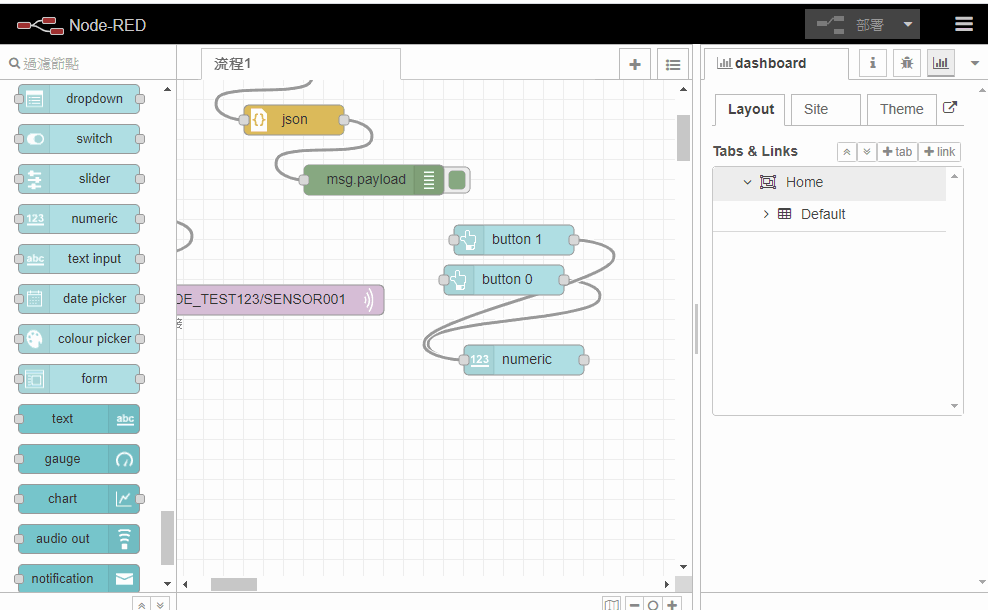 Node-RED
部署
過濾節點
dropdown
switch
slider
123
numeric
abc
text input
date picker
colour picker
form
text
abc
gauge
chart
audio out
notification
流程1
json
msg.payload
button 1
button 0
DE_TEST123/SENSOR001
123
numeric
dashboard
i
Layout
Site
Theme
Tabs & Links
+ tab
+ link
Home
Default